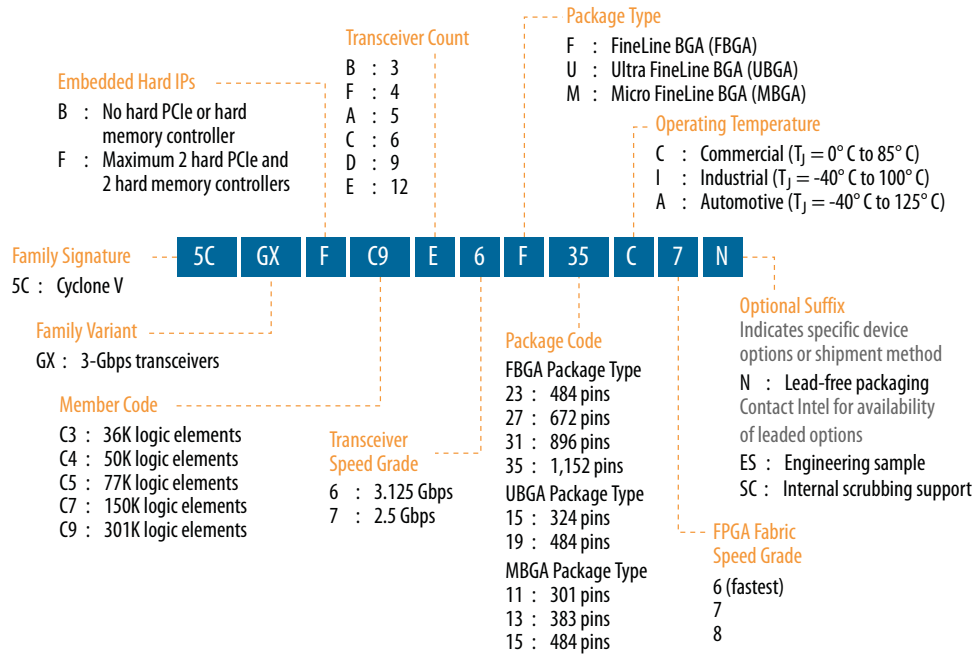 Package Type
F : FineLine BGA (FBGA)
U : Ultra FineLine BGA (UBGA)
M : Micro FineLine BGA (MBGA)
Transceiver Count
B : 3
F : 4
A : 5
C : 6
D : 9
E : 12
Embedded Hard IPs
B : No hard PCIe or hard
memory controller
F : Maximum 2 hard PCIe and
2 hard memory controllers
Operating Temperature
C : Commercial (TJ = 0° C to 85° C)
I : Industrial (TJ = -40° C to 100° C)
A : Automotive (TJ = -40° C to 125° C)
Family Signature
5C : Cyclone V
5C GX F C9 E 6 F 35 C 7 N
Family Variant
GX : 3-Gbps transceivers
Member Code
C3 : 36K logic elements
C4 : 50K logic elements
C5 : 77K logic elements
C7 : 150K logic elements
C9 : 301K logic elements
Transceiver
Speed Grade
6 : 3.125 Gbps
7 : 2.5 Gbps
Package Code
FBGA Package Type
23 : 484 pins
27 : 672 pins
31 : 896 pins
35 : 1,152 pins
UBGA Package Type
15 : 324 pins
19 : 484 pins
MBGA Package Type
11 : 301 pins
13 : 383 pins
15 : 484 pins
Optional Suffix
Indicates specific device
options or shipment method
N : Lead-free packaging
Contact Intel for availability
of leaded options
ES : Engineering sample
SC : Internal scrubbing support
FPGA Fabric
Speed Grade
6 (fastest)
7
8